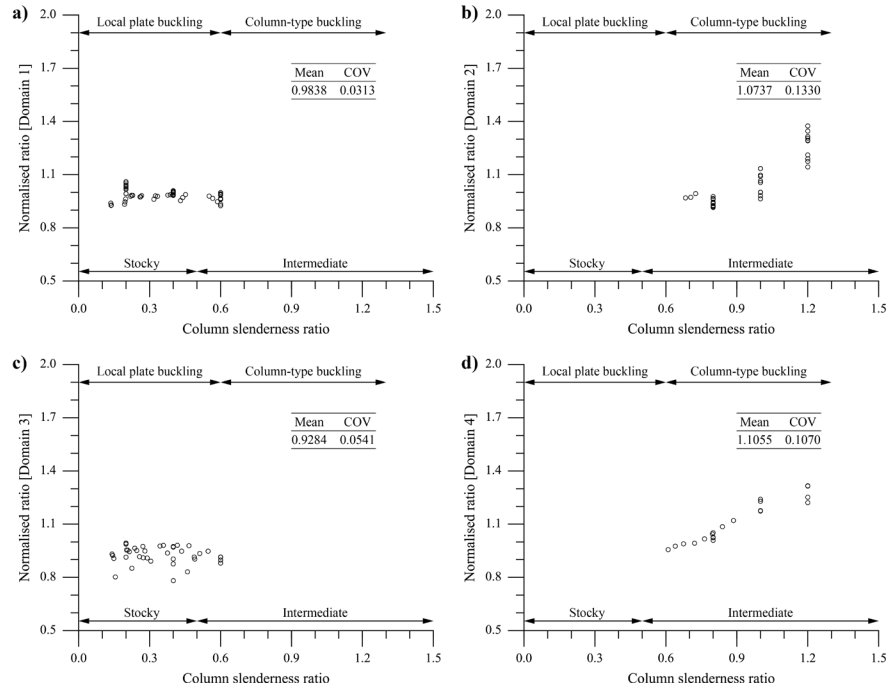 a)
Local plate buckling Column-type buckling
Mean COV
0.9838 0.0313
Stocky Intermediate
2.0
1.7
1.4
1.1
0.8
0.5
0.0 0.3 0.6 0.9 1.2 1.5
Normalised ratio [Domain 1]
Column slenderness ratio
b)
Local plate buckling Column-type buckling
Mean COV
1.0737 0.1330
Stocky Intermediate
2.0
1.7
1.4
1.1
0.8
0.5
0.0 0.3 0.6 0.9 1.2 1.5
Normalised ratio [Domain 2]
Column slenderness ratio
c)
Local plate buckling Column-type buckling
Mean COV
0.9284 0.0541
Stocky Intermediate
2.0
1.7
1.4
1.1
0.8
0.5
0.0 0.3 0.6 0.9 1.2 1.5
Normalised ratio [Domain 3]
Column slenderness ratio
d)
Local plate buckling Column-type buckling
Mean COV
1.1055 0.1070
Stocky Intermediate
2.0
1.7
1.4
1.1
0.8
0.5
0.0 0.3 0.6 0.9 1.2 1.5
Normalised ratio [Domain 4]
Column slenderness ratio